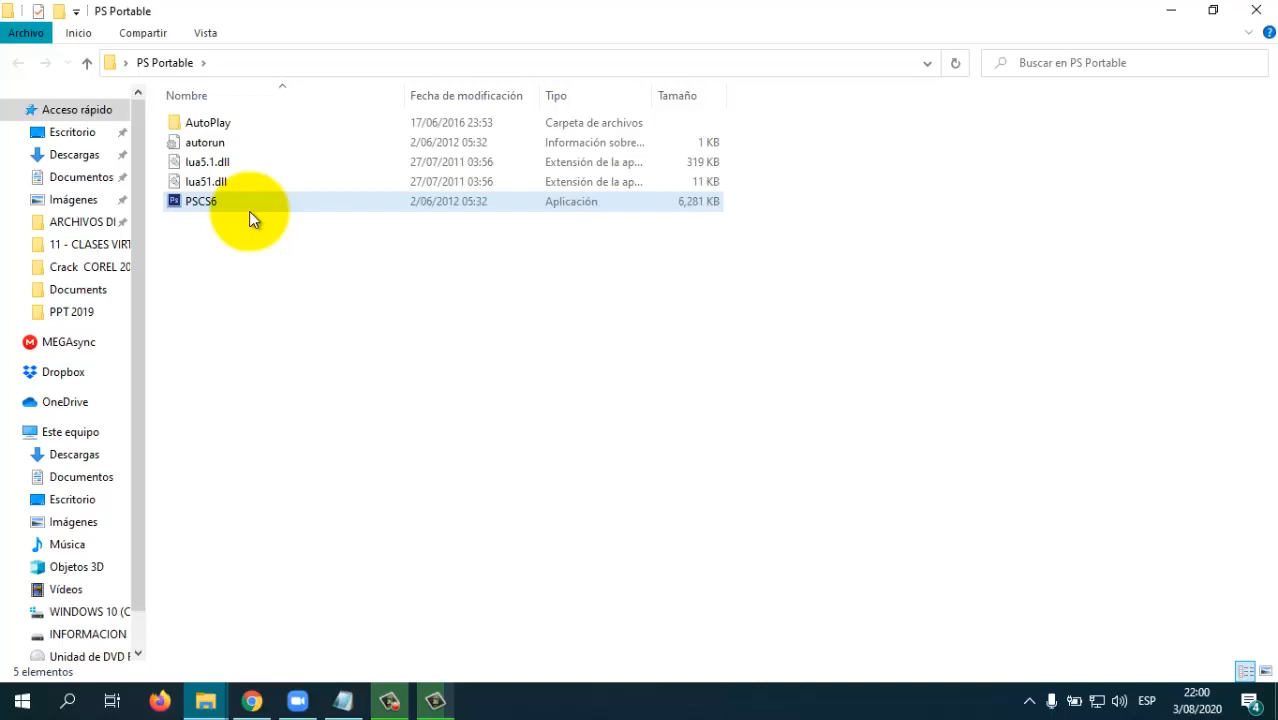 PS Portable
Archivo Inicio Compartir Vista
PS Portable
Buscar en PS Portable
Nombre Fecha de modificación Tipo Tamaño
AutoPlay 17/06/2016 23:53 Carpeta de archivos
autorun 2/06/2012 05:32 Información sobre... 1 KB
lua5.1.dll 27/07/2011 03:56 Extensión de la ap... 319 KB
lua51.dll 27/07/2011 03:56 Extensión de la ap... 11 KB
PSCS6 2/06/2012 05:32 Aplicación 6,281 KB
Acceso rápido
Escritorio
Descargas
Documentos
Imágenes
ARCHIVOS DI
11 - CLASES VIRT
Crack COREL 20
Documents
PPT 2019
MEGAsync
Dropbox
OneDrive
Este equipo
Descargas
Documentos
Escritorio
Imágenes
Música
Objetos 3D
Vídeos
WINDOWS 10 (C
INFORMACION
Unidad de DVD F
5 elementos
ESP
22:00
3/08/2020
4